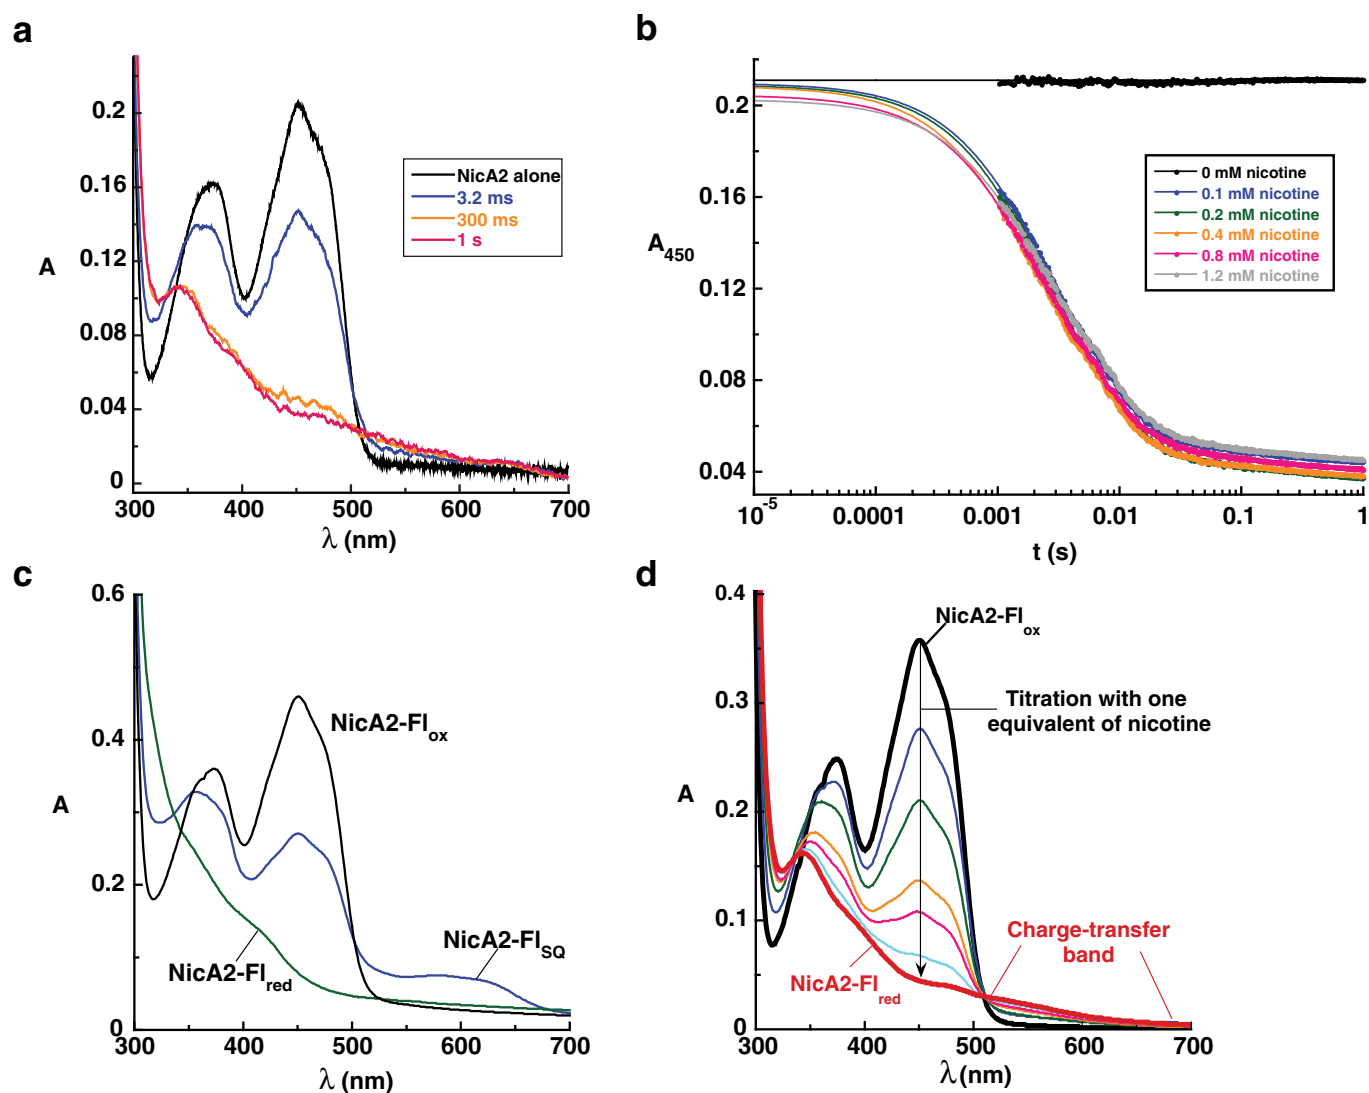 a
0.2
0.16
0.12
0.08
0.04
0
A
300
400
500
600
700
λ (nm)
NicA2 alone
3.2 ms
300 ms
1 s
b
0.2
0.16
0.12
0.08
0.04
A450
10-5
0.0001
0.001
0.01
0.1
1
t (s)
0 mM nicotine
0.1 mM nicotine
0.2 mM nicotine
0.4 mM nicotine
0.8 mM nicotine
1.2 mM nicotine
c
0.6
0.4
0.2
0
A
300
400
500
600
700
λ (nm)
NicA2-Flox
NicA2-FlSQ
NicA2-Flred
d
0.4
0.3
0.2
0.1
0
A
300
400
500
600
700
λ (nm)
NicA2-Flox
Titration with one
equivalent of nicotine
Charge-transfer
band
NicA2-Flred